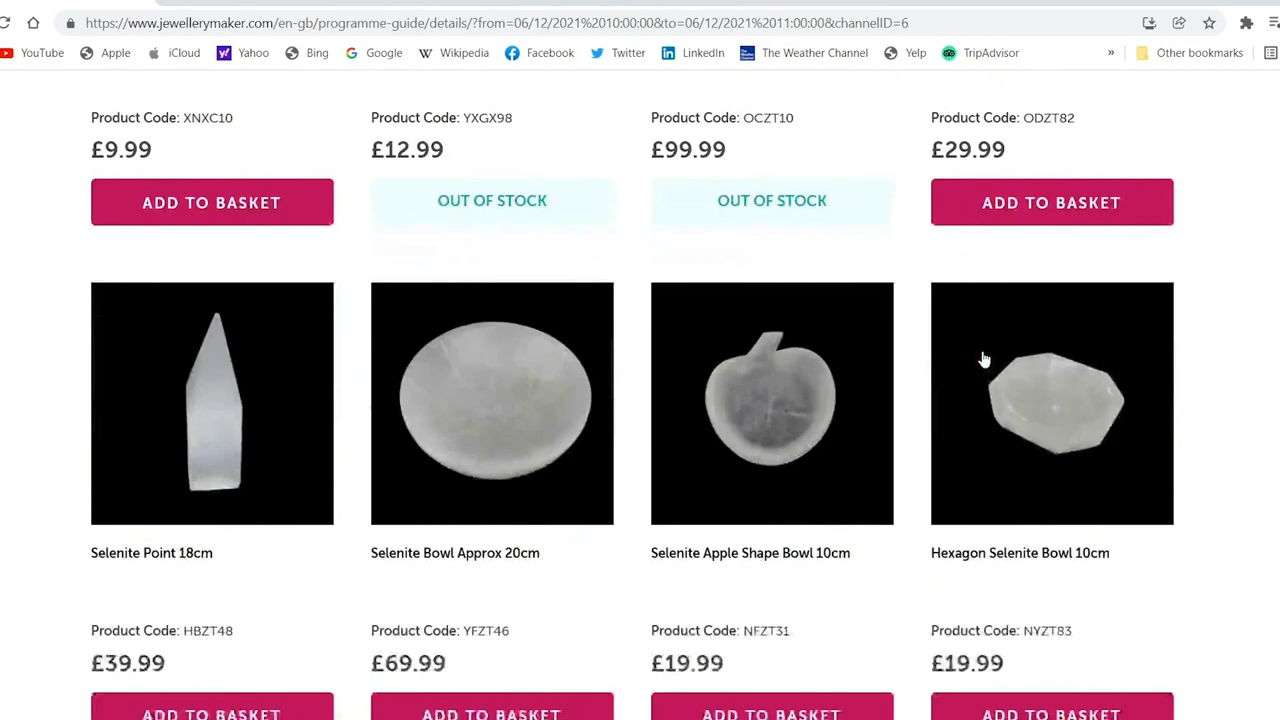 https://www.jewellerymaker.com/en-gb/programme-guide/details/?from=06/12/2021%2010:00:00&to=06/12/2021%2011:00:00&channelID=6
YouTube Apple iCloud Yahoo Bing Google Wikipedia Facebook Twitter LinkedIn The Weather Channel Yelp TripAdvisor » Other bookmarks
Product Code: XNXC10 Product Code: YXGX98 Product Code: OCZT10 Product Code: ODZT82
£9.99 £12.99 £99.99 £29.99
ADD TO BASKET OUT OF STOCK OUT OF STOCK ADD TO BASKET
Selenite Point 18cm Selenite Bowl Approx 20cm Selenite Apple Shape Bowl 10cm Hexagon Selenite Bowl 10cm
Product Code: HBZT48 Product Code: YFZT46 Product Code: NFZT31 Product Code: NYZT83
£39.99 £69.99 £19.99 £19.99
ADD TO BASKET ADD TO BASKET ADD TO BASKET ADD TO BASKET